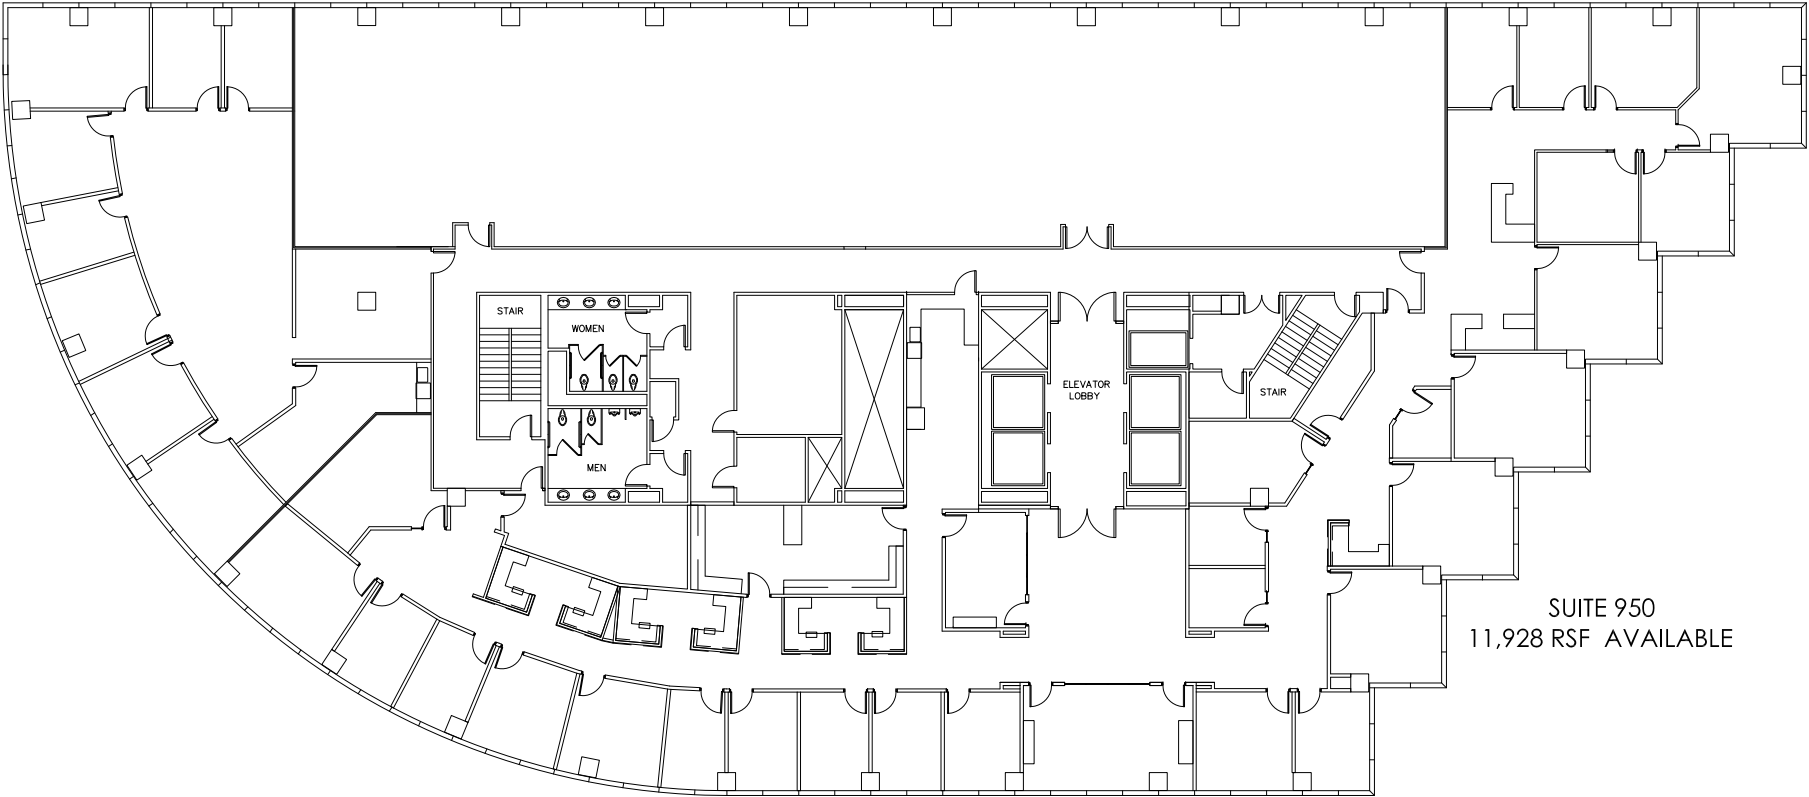 STAIR
WOMEN
ELEVATOR
LOBBY
STAIR
MEN
SUITE 950
11,928 RSF AVAILABLE